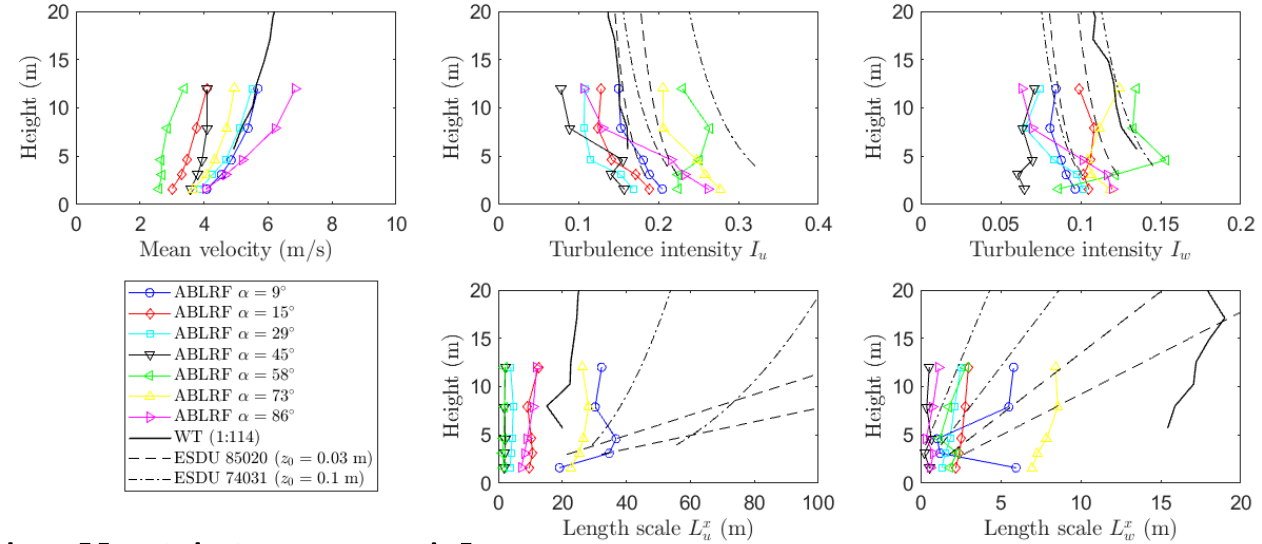 20
15
10
5
0
Height (m)
0 2 4 6 8 10
Mean velocity (m/s)
20
15
10
5
0
Height (m)
0 0.1 0.2 0.3 0.4
Turbulence intensity I_u
20
15
10
5
0
Height (m)
0 0.05 0.1 0.15 0.2
Turbulence intensity I_w
ABLRF α = 9°
ABLRF α = 15°
ABLRF α = 29°
ABLRF α = 45°
ABLRF α = 58°
ABLRF α = 73°
ABLRF α = 86°
WT (1:114)
ESDU 85020 (z₀ = 0.03 m)
ESDU 74031 (z₀ = 0.1 m)
20
15
10
5
0
Height (m)
0 20 40 60 80 100
Length scale L_u^x (m)
20
15
10
5
0
Height (m)
0 5 10 15 20
Length scale L_w^x (m)